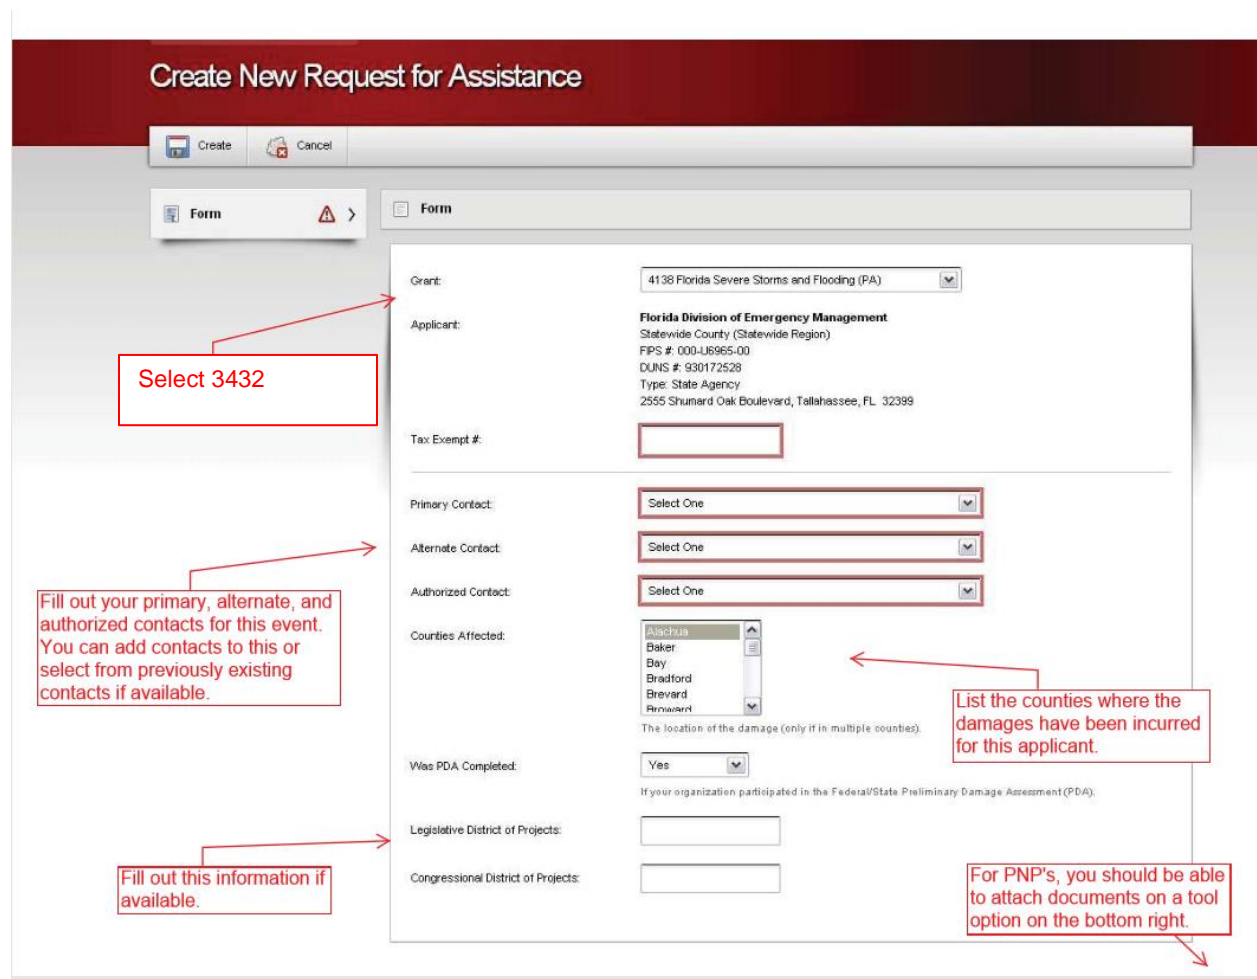 Create New Request for Assistance
Create
Cancel
Form
Form
Grant:
4138 Florida Severe Storms and Flooding (PA)
Applicant:
Florida Division of Emergency Management
Statewide County (Statewide Region)
FIPS #: 000-U6965-00
DUNS #: 930172528
Type: State Agency
2555 Shumard Oak Boulevard, Tallahassee, FL 32399
Select 3432
Tax Exempt #:
Primary Contact:
Select One
Alternate Contact:
Select One
Authorized Contact:
Select One
Fill out your primary, alternate, and
authorized contacts for this event.
You can add contacts to this or
select from previously existing
contacts if available.
Counties Affected:
Alachua
Baker
Bay
Bradford
Brevard
Broward
The location of the damage (only if in multiple counties).
List the counties where the
damages have been incurred
for this applicant.
Was PDA Completed:
Yes
If your organization participated in the Federal/State Preliminary Damage Assessment (PDA).
Legislative District of Projects:
Congressional District of Projects:
Fill out this information if
available.
For PNP's, you should be able
to attach documents on a tool
option on the bottom right.